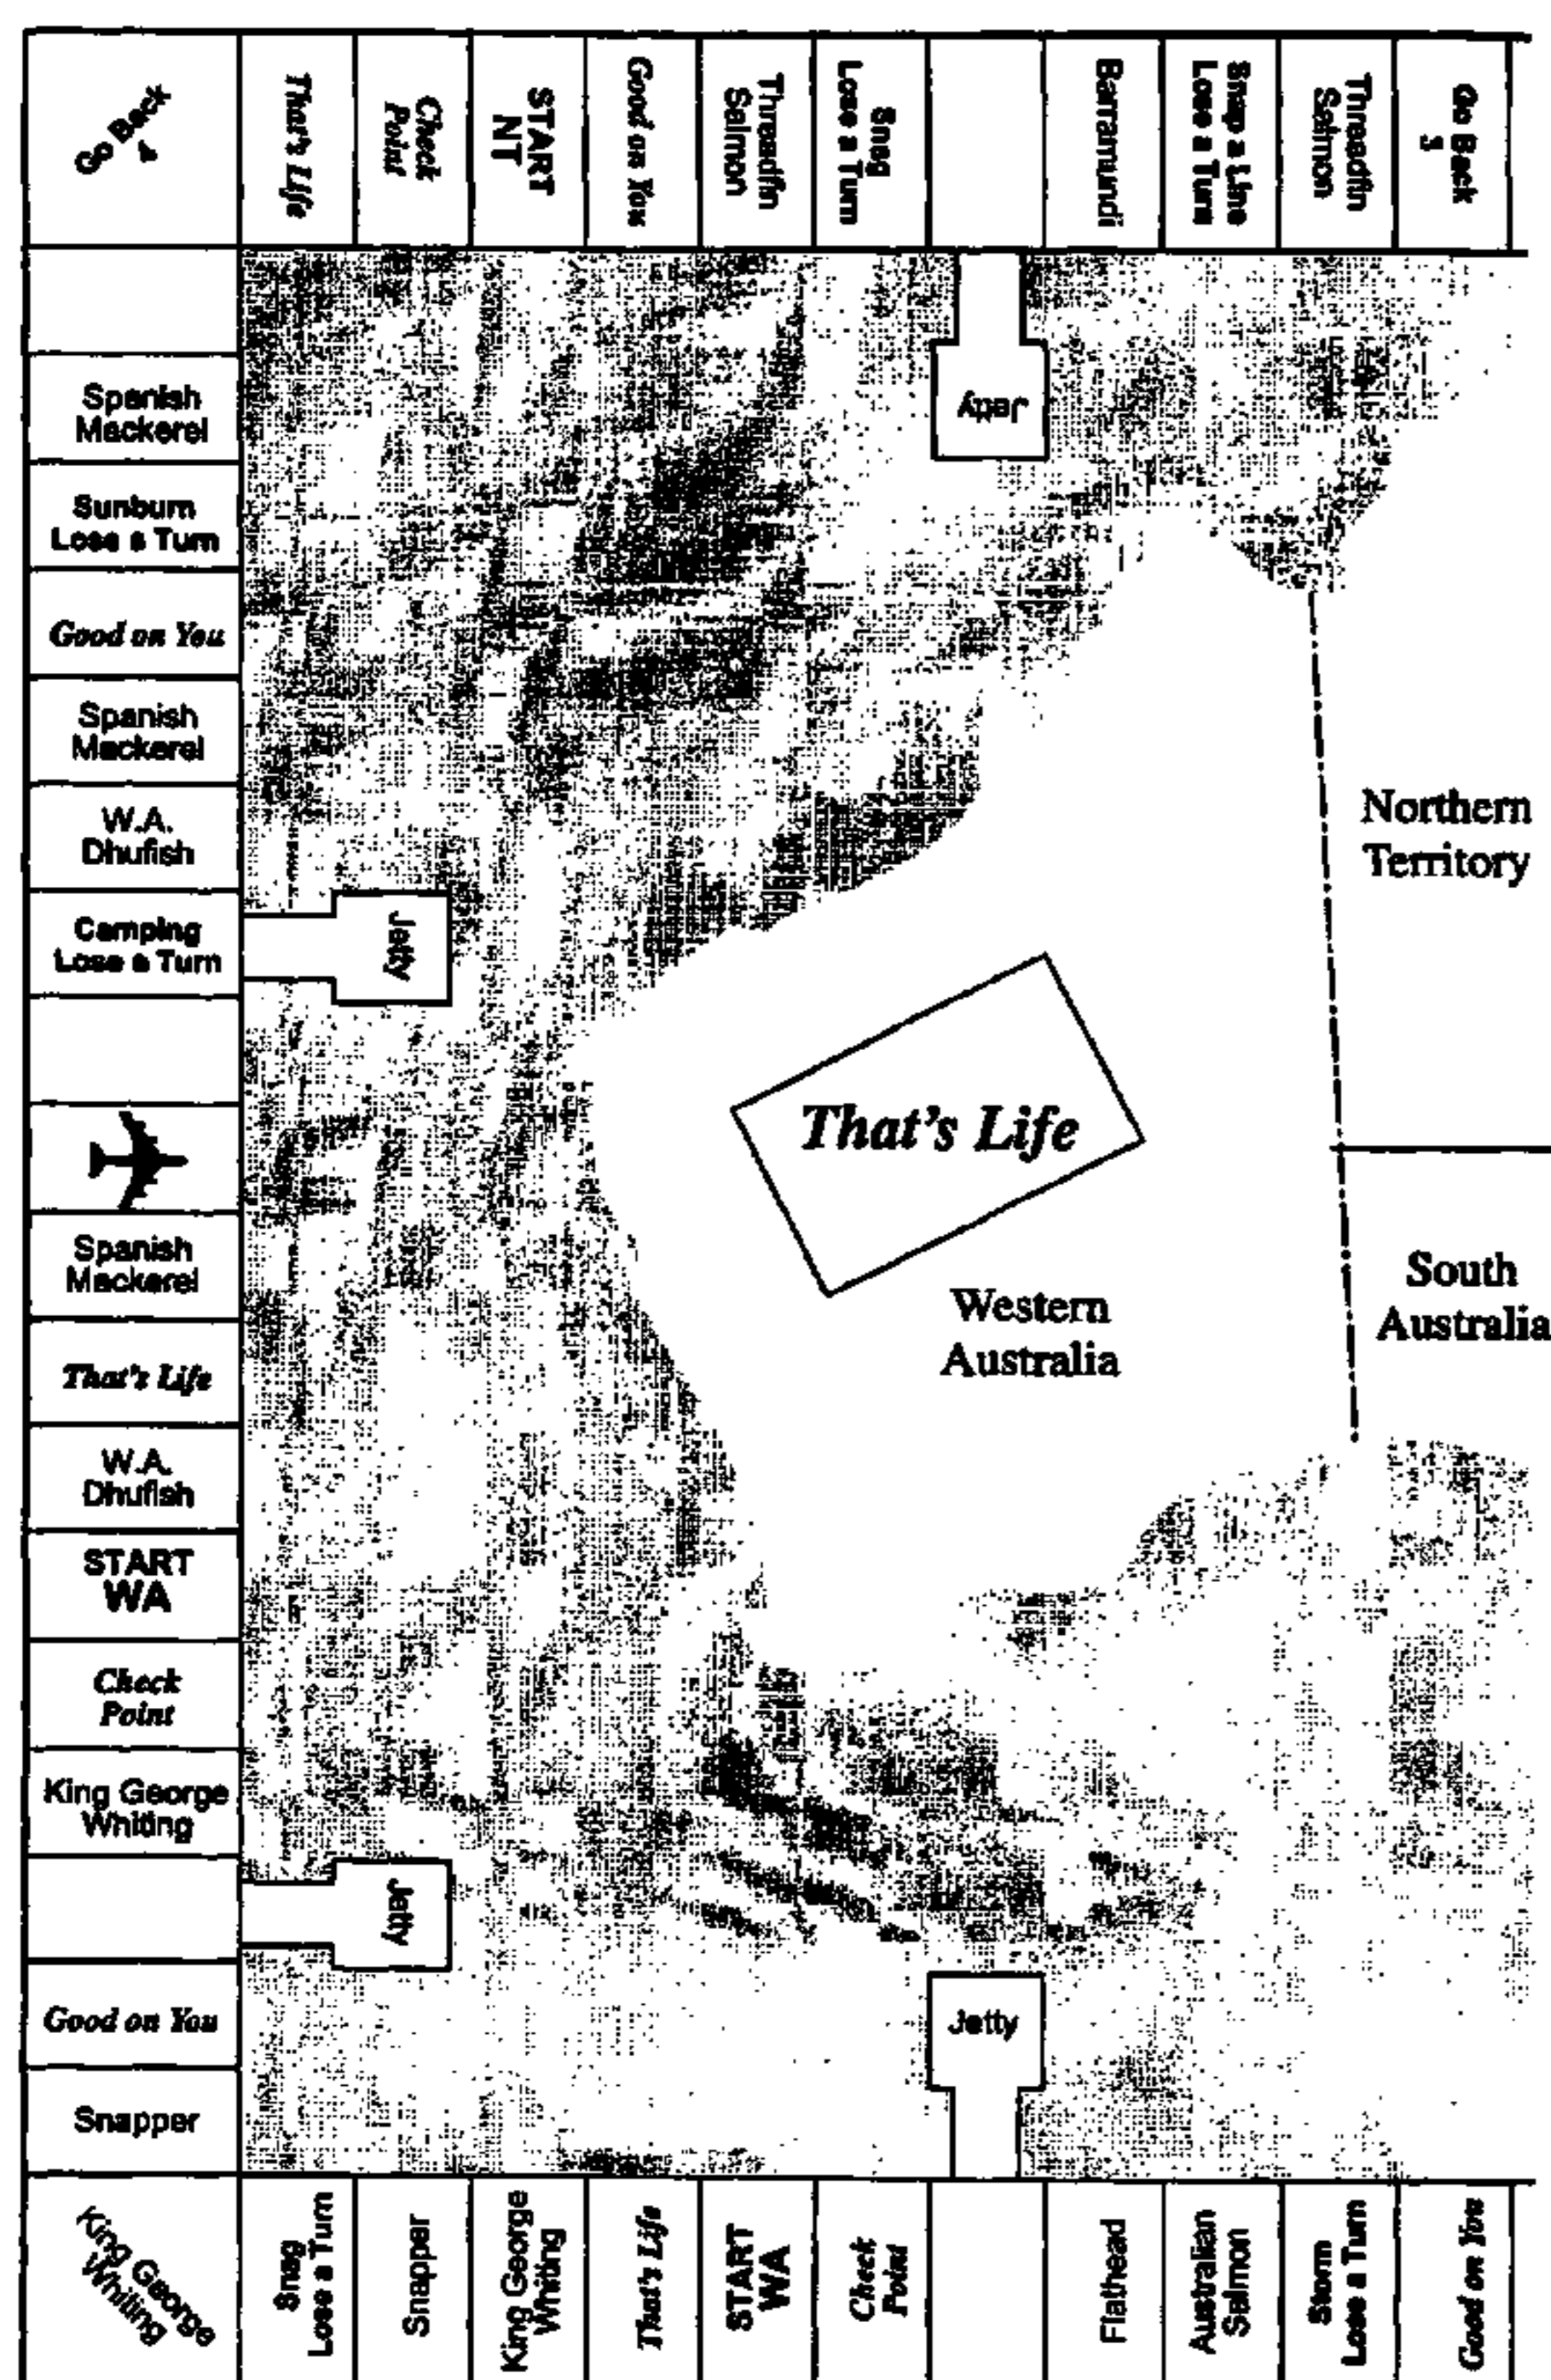 Go Back
That's Life
Check
Point
START
NT
Good on You
Threadfin
Salmon
Snag
Lose a Turn
Barramundi
Snap a Line
Lose a Turn
Threadfin
Salmon
Go Back
3
Spanish
Mackerel
Sunburn
Lose a Turn
Good on You
Spanish
Mackerel
W.A.
Dhufish
Camping
Lose a Turn
Spanish
Mackerel
That's Life
W.A.
Dhufish
START
WA
Check
Point
King George
Whiting
Good on You
Snapper
Jetty
Jetty
Northern
Territory
That's Life
Western
Australia
South
Australia
Jetty
Jetty
King George
Whiting
Snag
Lose a Turn
Snapper
King George
Whiting
That's Life
START
WA
Check
Point
Flathead
Australian
Salmon
Storm
Lose a Turn
Good on You